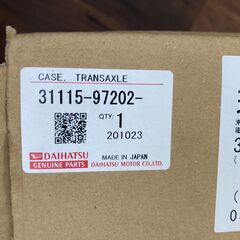 CASE, TRANSAXLE
31115-97202-
QTY:
1
201023
DAIHATSU
GENUINE PARTS
MADE IN JAPAN
DAIHATSU MOTOR CO.,LTD.